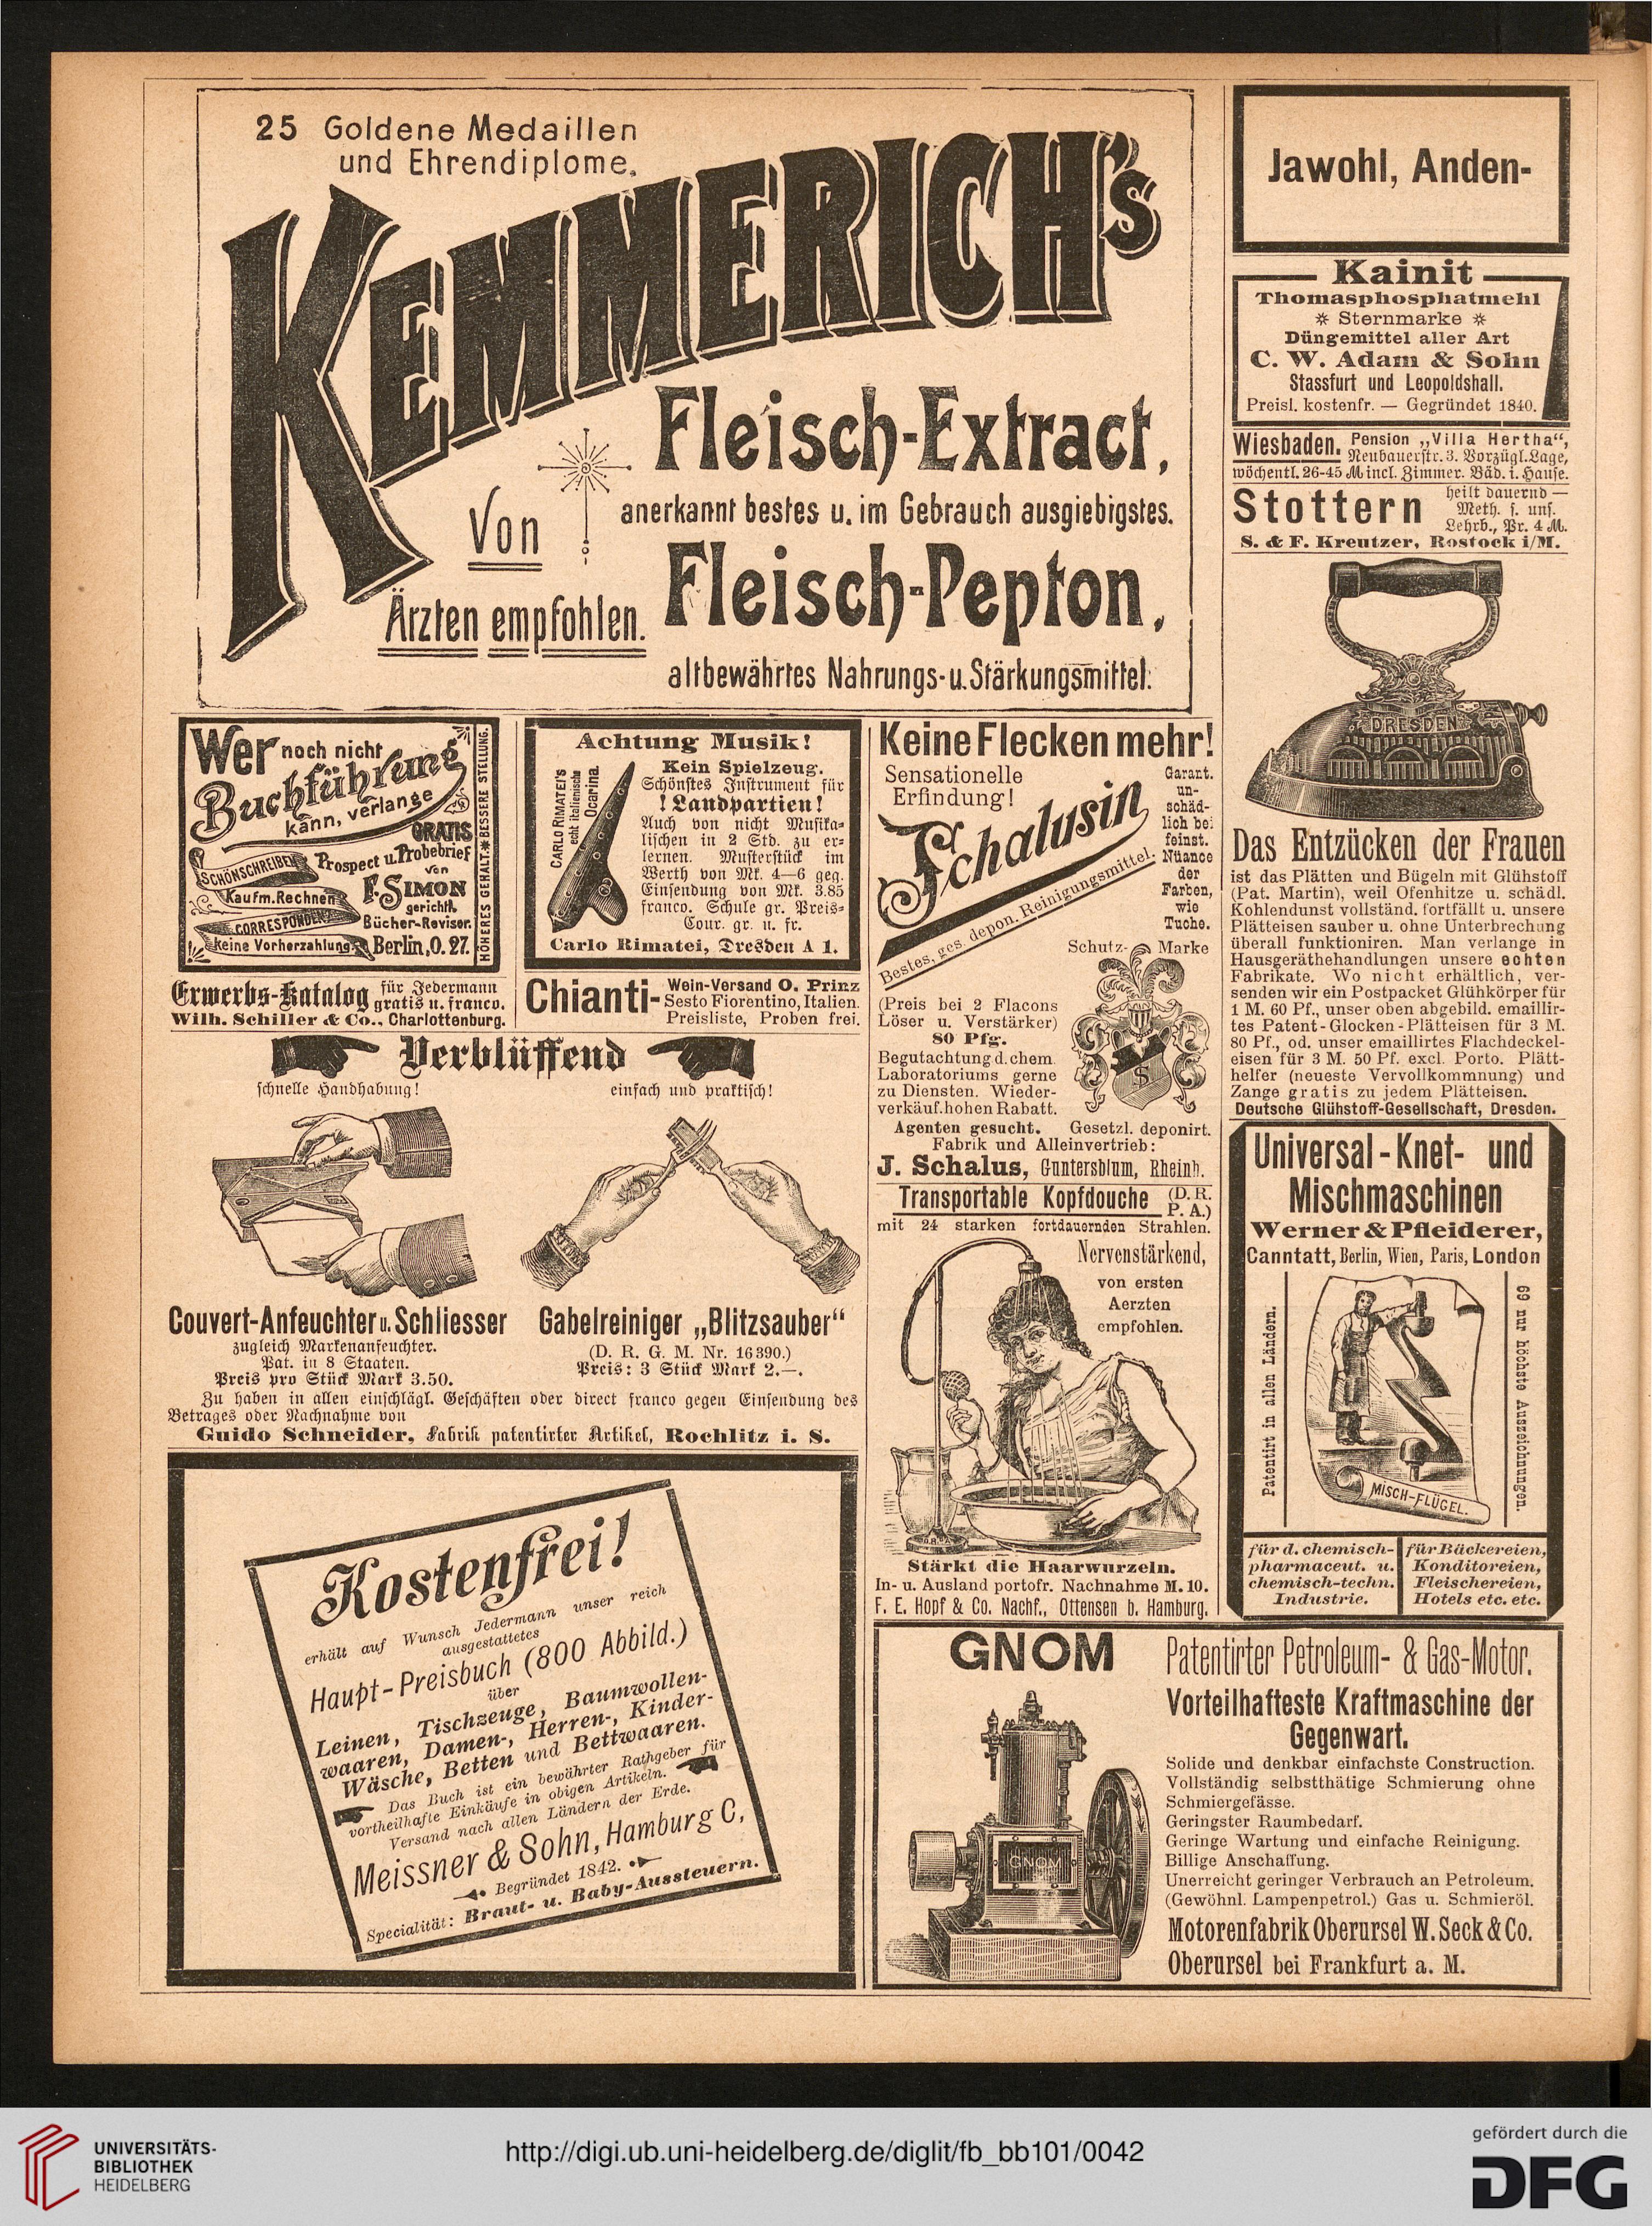 25 Goldene Medaillen
und Ehrendiplome.
KEMMERICH's
Fleisch-Extract,
anerkannt bestes u. im Gebrauch ausgiebigstes.
Von
Ärzten empfohlen.
Fleisch-Pepton,
altbewährtes Nahrungs- u. Stärkungsmittel.
Jawohl, Anden-
Kainit
Thomasphosphatmehl
* Sternmarke *
Düngemittel aller Art
C. W. Adam & Sohn
Stassfurt und Leopoldshall.
Preisl. kostenfr. — Gegründet 1840.
Wiesbaden. Pension „Villa Hertha“,
Neubauerstr. 3. Vorzügl. Lage,
wöchentl. 26-45 M incl. Zimmer. Bäd. i. Hause.
Stottern heilt dauernd —
Meth. s. uns.
Lehrb., Pr. 4 M.
S. & F. Kreutzer, Rostock i/M.
DRESDEN
Das Entzücken der Frauen
ist das Plätten und Bügeln mit Glühstoff
(Pat. Martin), weil Ofenhitze u. schädl.
Kohlendunst vollständ. fortfällt u. unsere
Plätteisen sauber u. ohne Unterbrechung
überall funktioniren. Man verlange in
Hausgeräthehandlungen unsere echten
Fabrikate. Wo nicht erhältlich, ver-
senden wir ein Postpacket Glühkörper für
1 M. 60 Pf., unser oben abgebild. emaillir-
tes Patent-Glocken-Plätteisen für 3 M.
80 Pf., od. unser emaillirtes Flachdeckel-
eisen für 3 M. 50 Pf. excl. Porto. Plätt-
helfer (neueste Vervollkommnung) und
Zange gratis zu jedem Plätteisen.
Deutsche Glühstoff-Gesellschaft, Dresden.
Wer noch nicht
Buchführung
kann, verlange
GRATIS
Prospect u. Probebrief
von
F. SIMON
gerichtl.
Bücher-Revisor.
Berlin, O. 27.
SCHÖNSCHREIBEN
Kaufm. Rechnen
CORRESPONDENZ
Keine Vorherzahlung
HÖHERES GEHALT. * BESSERE STELLUNG.
Achtung Musik!
CARLO RIMATEI's
echt italienische
Ocarina.
Kein Spielzeug.
Schönstes Instrument für
! Landpartien!
Auch von nicht Musika-
lischen in 2 Std. zu er-
lernen. Musterstück im
Werth von Mk. 4—6 geg.
Einsendung von Mk. 3.85
franco. Schule gr. Preis-
Cour. gr. u. fr.
Carlo Rimatei, Dresden A 1.
Erwerbs-Katalog für Jedermann
gratis u. franco.
Wilh. Schiller & Co., Charlottenburg.
Chianti- Wein-Versand O. Prinz
Sesto Fiorentino, Italien.
Preisliste, Proben frei.
Verblüffend
schnelle Handhabung!
einfach und praktisch!
Couvert-Anfeuchter u. Schliesser
zugleich Markenanfeuchter.
Pat. in 8 Staaten.
Preis pro Stück Mark 3.50.
Gabelreiniger „Blitzsauber“
(D. R. G. M. Nr. 16390.)
Preis: 3 Stück Mark 2.—.
Zu haben in allen einschlägl. Geschäften oder direct franco gegen Einsendung des
Betrages oder Nachnahme von
Guido Schneider, Fabrik patentirter Artikel, Rochlitz i. S.
Keine Flecken mehr!
Sensationelle
Erfindung!
Schalusin
Bestes, ges. depon. Reinigungsmittel.
Garant.
un-
schäd-
lich bei
feinst.
Nüance
der
Farben,
wie
Tuche.
Schutz- Marke
S
(Preis bei 2 Flacons
Löser u. Verstärker)
80 Pfg.
Begutachtung d. chem.
Laboratoriums gerne
zu Diensten. Wieder-
verkäuf. hohen Rabatt.
Agenten gesucht. Gesetzl. deponirt.
Fabrik und Alleinvertrieb:
J. Schalus, Guntersblum, Rheinh.
Transportable Kopfdouche (D. R.
P. A.)
mit 24 starken fortdauernden Strahlen.
Nervenstärkend,
von ersten
Aerzten
empfohlen.
Stärkt die Haarwurzeln.
In- u. Ausland portofr. Nachnahme M. 10.
F. E. Hopf & Co. Nachf., Ottensen b. Hamburg.
Universal-Knet- und
Mischmaschinen
Werner & Pfleiderer,
Canntatt, Berlin, Wien, Paris, London
Patentirt in allen Ländern.
69 nur höchste Auszeichnungen.
MISCH-FLÜGEL.
für d. chemisch-
pharmaceut. u.
chemisch-techn.
Industrie.
für Bäckereien,
Konditoreien,
Fleischereien,
Hotels etc. etc.
Kostenfrei!
erhält auf Wunsch Jedermann unser reich
ausgestattetes
Haupt-Preisbuch (800 Abbild.)
über
Leinen, Tischzeuge, Baumwollen-
waaren, Damen-, Herren-, Kinder-
Wäsche, Betten und Bettwaaren.
Das Buch ist ein bewährter Rathgeber für
vortheilhafte Einkäufe in obigen Artikeln.
Versand nach allen Ländern der Erde.
Meissner & Sohn, Hamburg C,
Begründet 1842.
Specialität: Braut- u. Baby-Aussteuern.
GNOM
Patentirter Petroleum- & Gas-Motor.
Vorteilhafteste Kraftmaschine der
Gegenwart.
Solide und denkbar einfachste Construction.
Vollständig selbstthätige Schmierung ohne
Schmiergefässe.
Geringster Raumbedarf.
Geringe Wartung und einfache Reinigung.
Billige Anschaffung.
Unerreicht geringer Verbrauch an Petroleum.
(Gewöhnl. Lampenpetrol.) Gas u. Schmieröl.
Motorenfabrik Oberursel W. Seck & Co.
Oberursel bei Frankfurt a. M.
GNOM
UNIVERSITÄTS-
BIBLIOTHEK
HEIDELBERG
http://digi.ub.uni-heidelberg.de/diglit/fb_bb101/0042
gefördert durch die
DFG